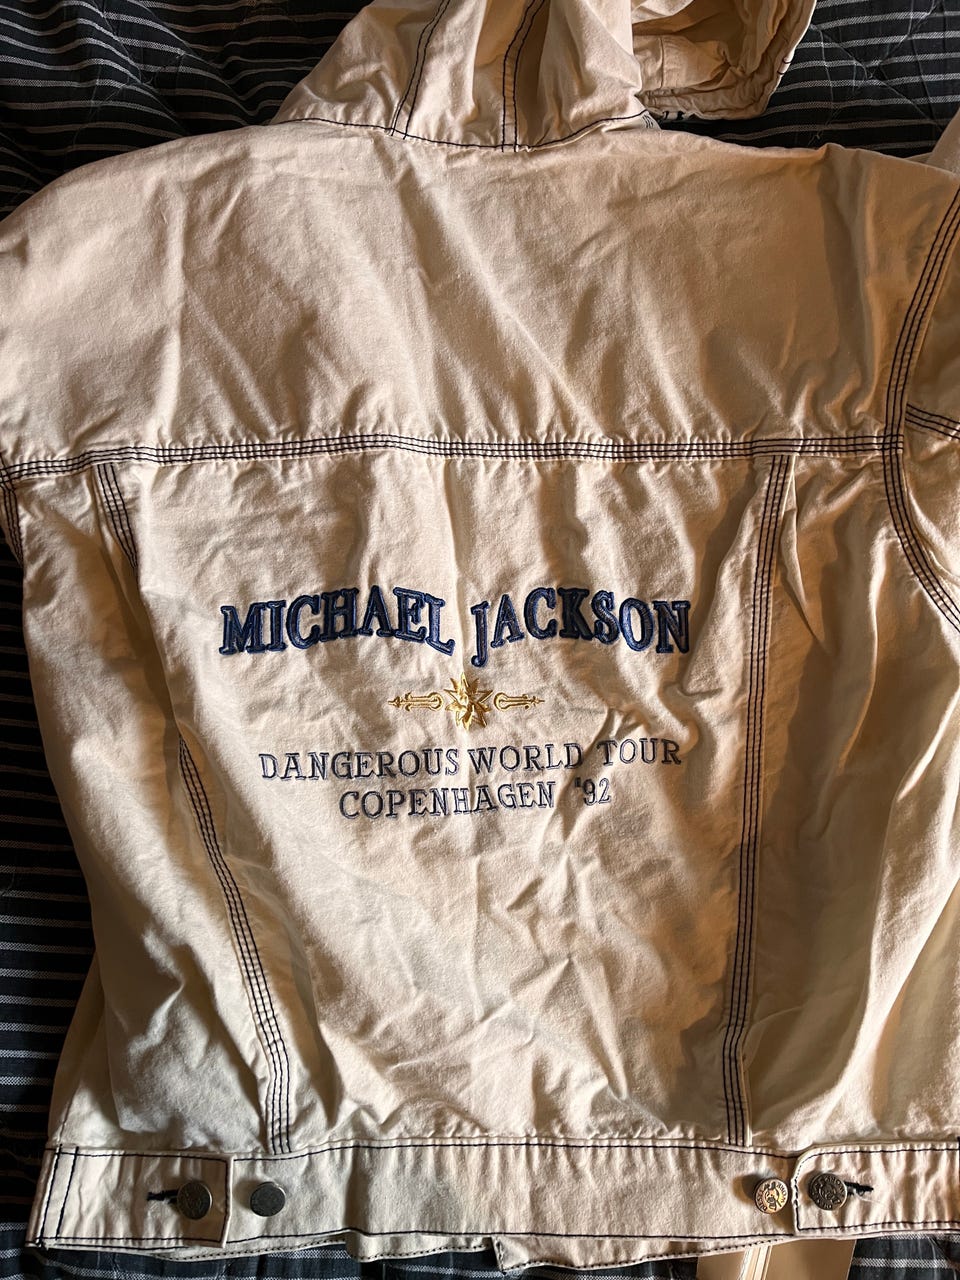 MICHAEL JACKSON
DANGEROUS WORLD TOUR
COPENHAGEN '92